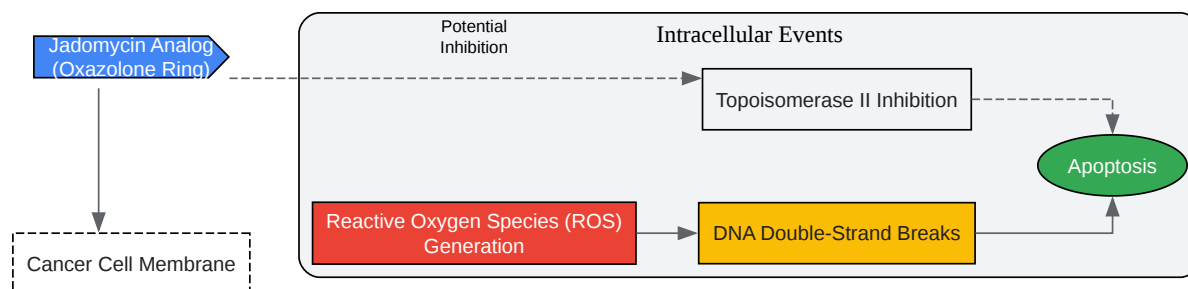 Potential
Inhibition
Intracellular Events
Jadomycin Analog
(Oxazolone Ring)
Topoisomerase II Inhibition
Apoptosis
Reactive Oxygen Species (ROS)
Generation
DNA Double-Strand Breaks
Cancer Cell Membrane